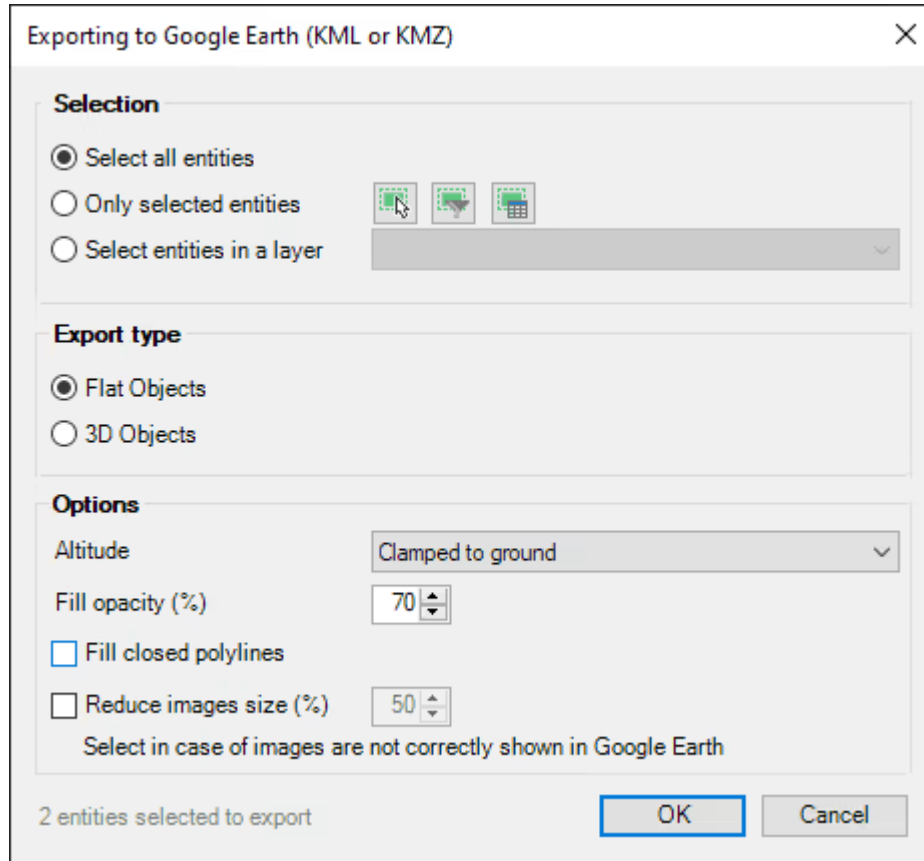 Exporting to Google Earth (KML or KMZ)
Selection
Select all entities
Only selected entities
Select entities in a layer
Export type
Flat Objects
3D Objects
Options
Altitude Clamped to ground
Fill opacity (%) 70
Fill closed polylines
Reduce images size (%) 50
Select in case of images are not correctly shown in Google Earth
2 entities selected to export OK Cancel